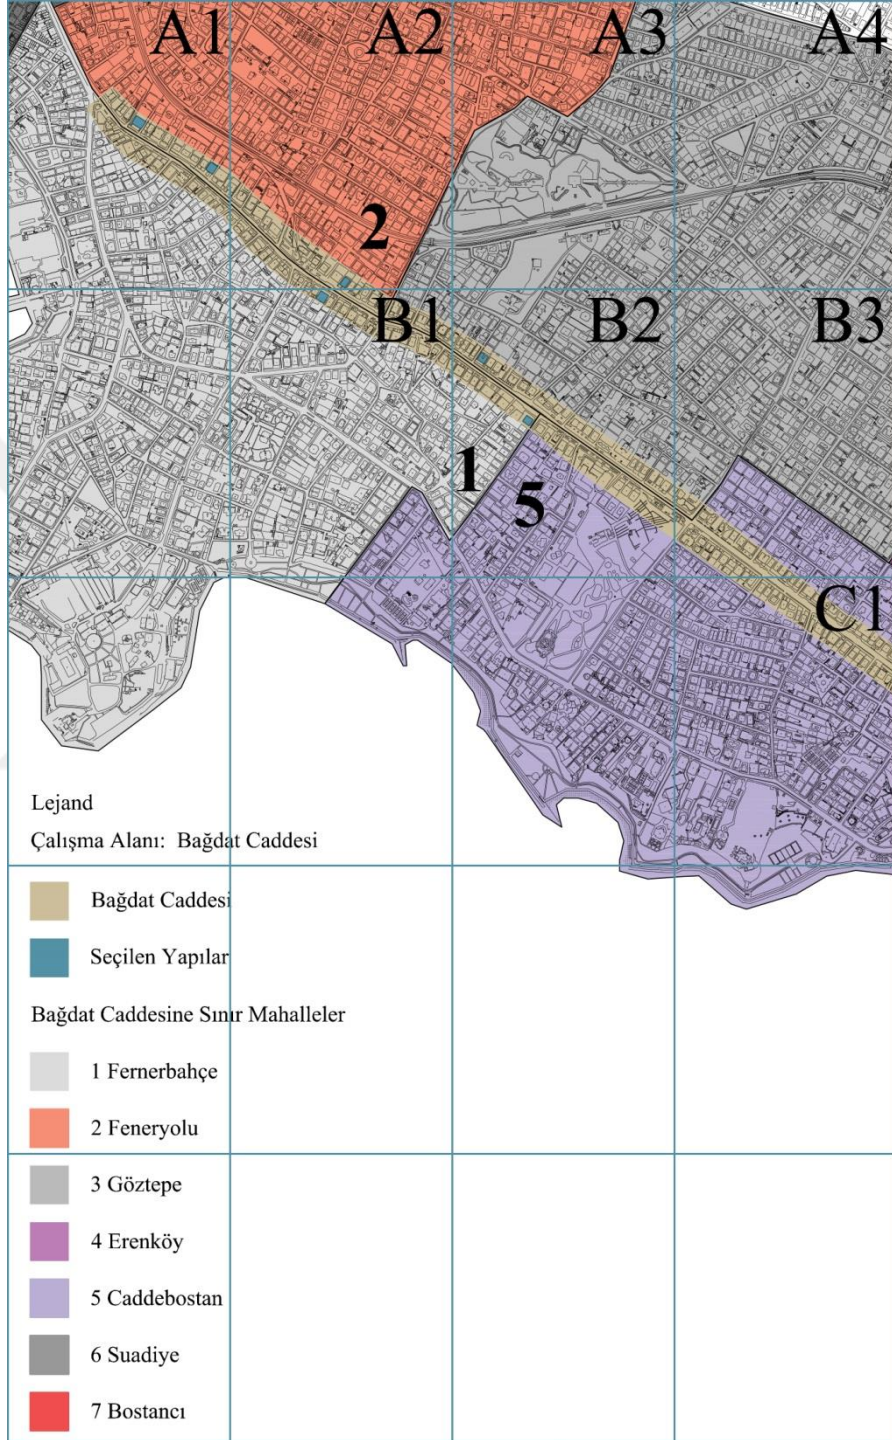 A1 A2 A3 A4
2
B1 B2 B3
1
5
C1
Lejand
Çalışma Alanı: Bağdat Caddesi
Bağdat Caddesi
Seçilen Yapılar
Bağdat Caddesine Sınır Mahalleler
1 Fernerbahçe
2 Feneryolu
3 Göztepe
4 Erenköy
5 Caddebostan
6 Suadiye
7 Bostancı